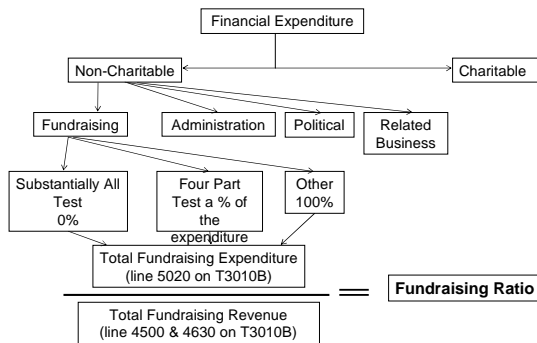 Financial Expenditure
Non-Charitable
Charitable
Fundraising
Administration
Political
Related
Business
Substantially All
Test
0%
Four Part
Test a % of
the
expenditure
Other
100%
Total Fundraising Expenditure
(line 5020 on T3010B)
=
Fundraising Ratio
Total Fundraising Revenue
(line 4500 & 4630 on T3010B)